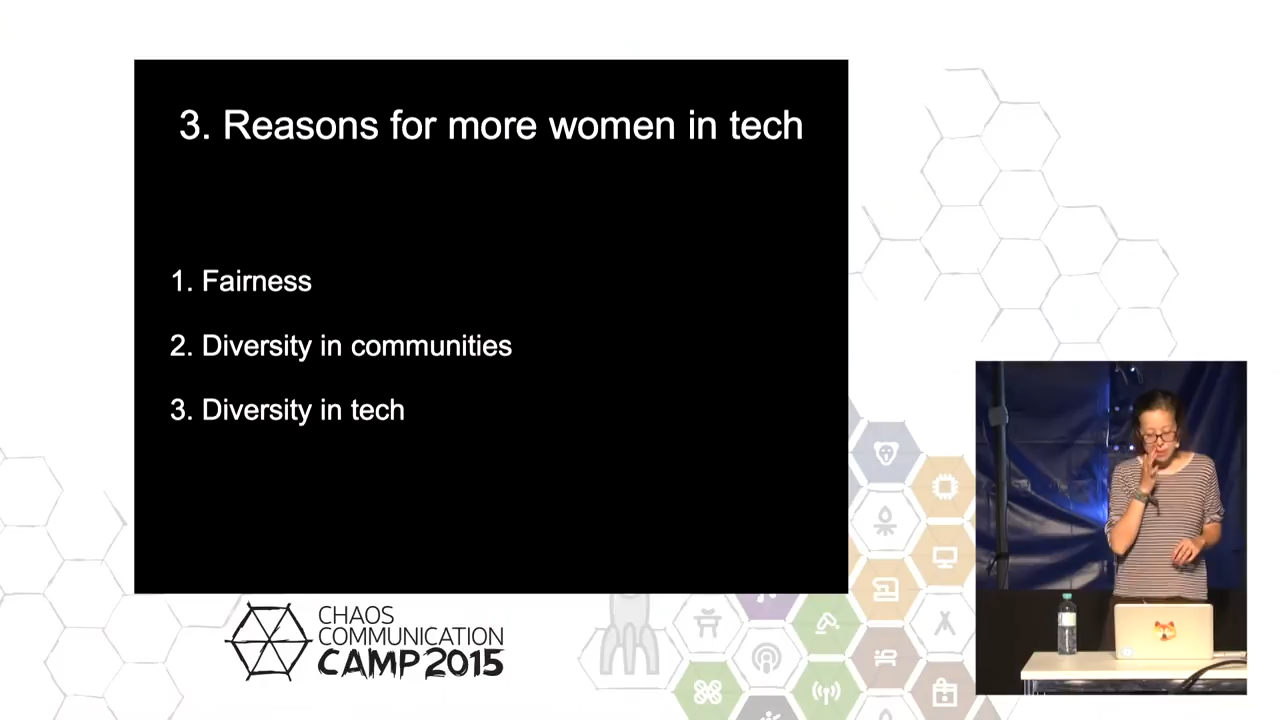 3. Reasons for more women in tech
1. Fairness
2. Diversity in communities
3. Diversity in tech
CHAOS
COMMUNICATION
CAMP 2015